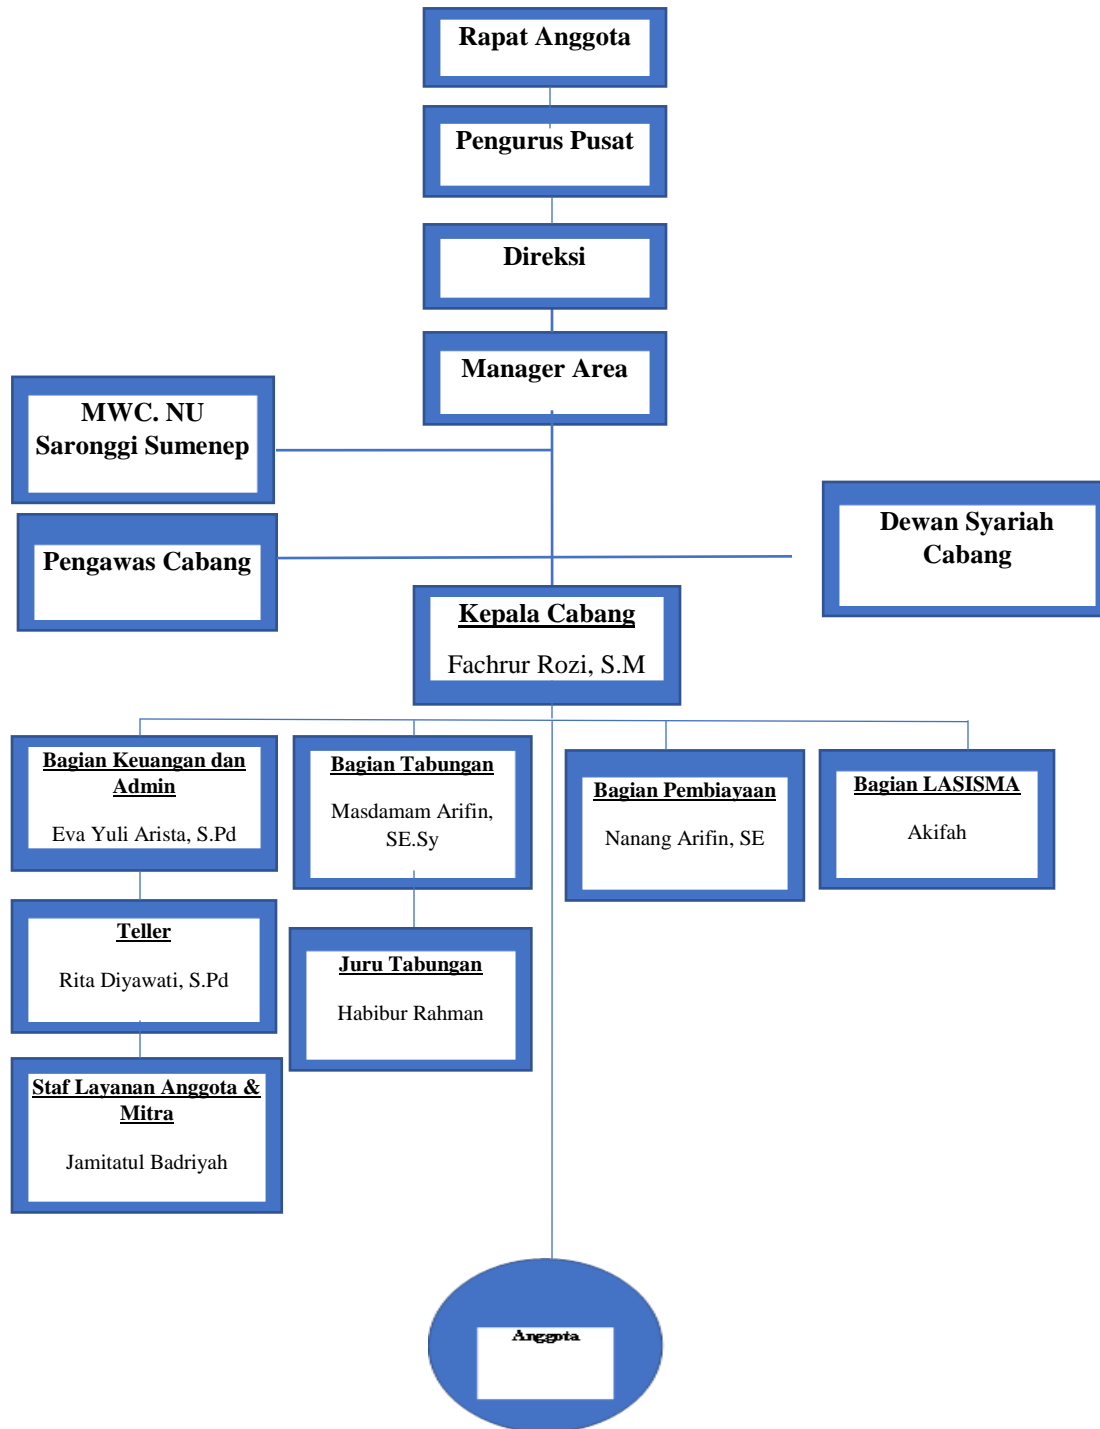 Rapat Anggota
Pengurus Pusat
Direksi
Manager Area
MWC. NU
Saronggi Sumenep
Pengawas Cabang
Dewan Syariah
Cabang
Kepala Cabang
Fachrur Rozi, S.M
Bagian Keuangan dan
Admin
Eva Yuli Arista, S.Pd
Bagian Tabungan
Masdamam Arifin,
SE.Sy
Bagian Pembiayaan
Nanang Arifin, SE
Bagian LASISMA
Akifah
Teller
Rita Diyawati, S.Pd
Juru Tabungan
Habibur Rahman
Staf Layanan Anggota &
Mitra
Jamitatul Badriyah
Anggota